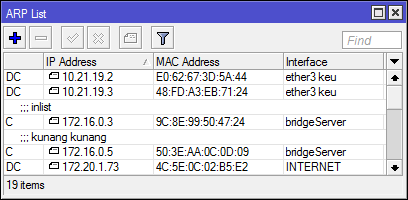 ARP List
Find
IP Address MAC Address Interface
DC 10.21.19.2 E0:62:67:3D:5A:44 ether3 keu
DC 10.21.19.3 48:FD:A3:EB:71:24 ether3 keu
;;; inlist
C 172.16.0.3 9C:8E:99:50:47:24 bridgeServer
;;; kunang kunang
C 172.16.0.5 50:3E:AA:0C:0D:09 bridgeServer
DC 172.20.1.73 4C:5E:0C:02:B5:E2 INTERNET
19 items